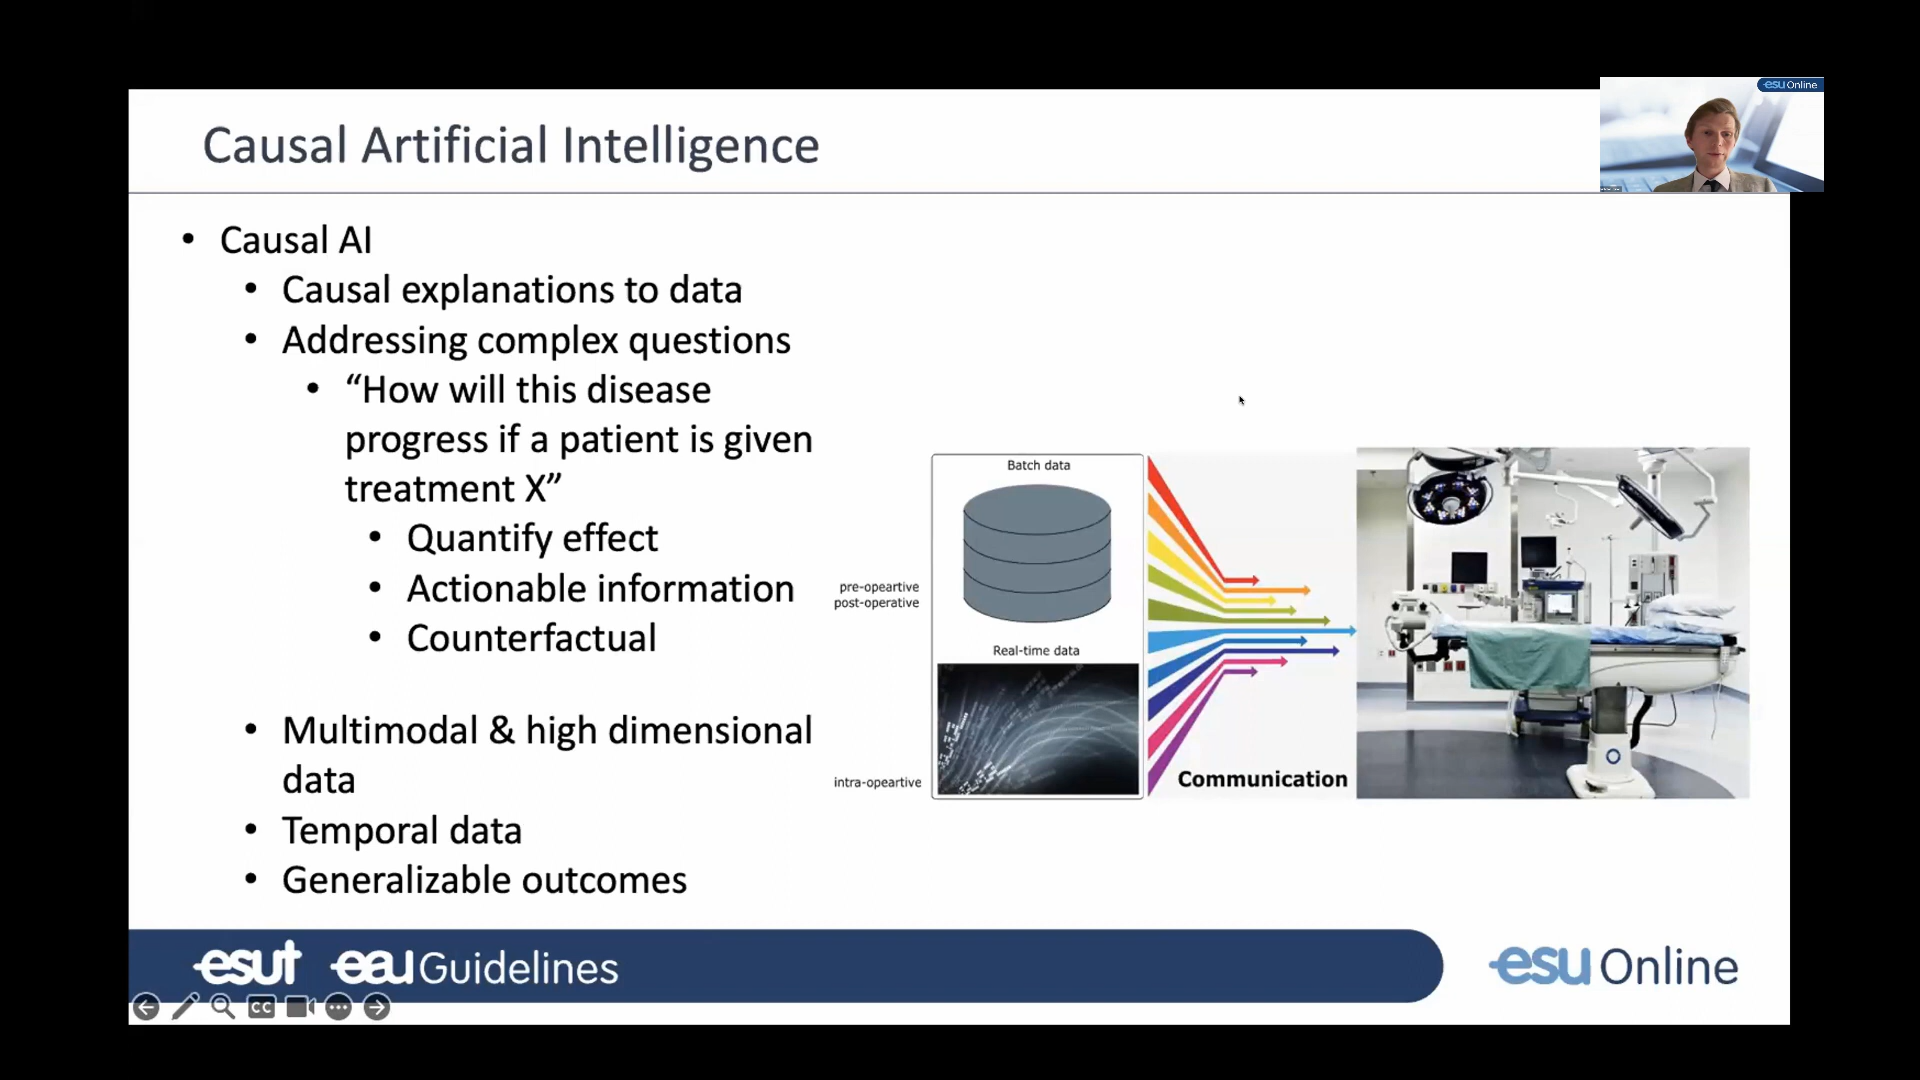 esu Online
Causal Artificial Intelligence
• Causal AI
• Causal explanations to data
• Addressing complex questions
• “How will this disease
progress if a patient is given
treatment X”
• Quantify effect
• Actionable information
• Counterfactual
• Multimodal & high dimensional
data
• Temporal data
• Generalizable outcomes
Batch data
pre-opeartive
post-operative
Real-time data
intra-opeartive
Communication
esut eau Guidelines
esu Online
CC